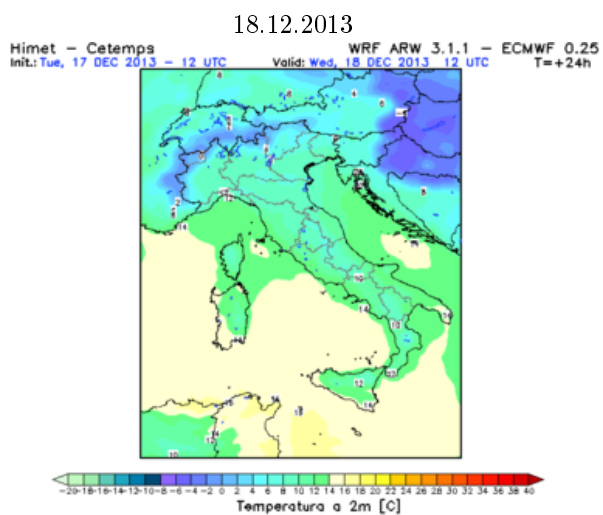 18.12.2013
Himet - Cetemps WRF ARW 3.1.1 - ECMWF 0.25
Init.: Tue, 17 DEC 2013 - 12 UTC Valid: Wed, 18 DEC 2013 12 UTC T=+24h
-20 -18 -16 -14 -12 -10 -8 -6 -4 -2 0 2 4 6 8 10 12 14 16 18 20 22 24 26 28 30 32 34 36 38 40
Temperatura a 2m [C]